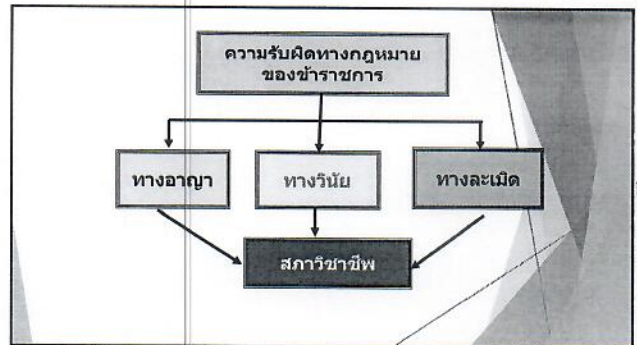 ความรับผิดทางกฎหมาย
ของข้าราชการ
ทางอาญา
ทางวินัย
ทางละเมิด
สภาวิชาชีพ